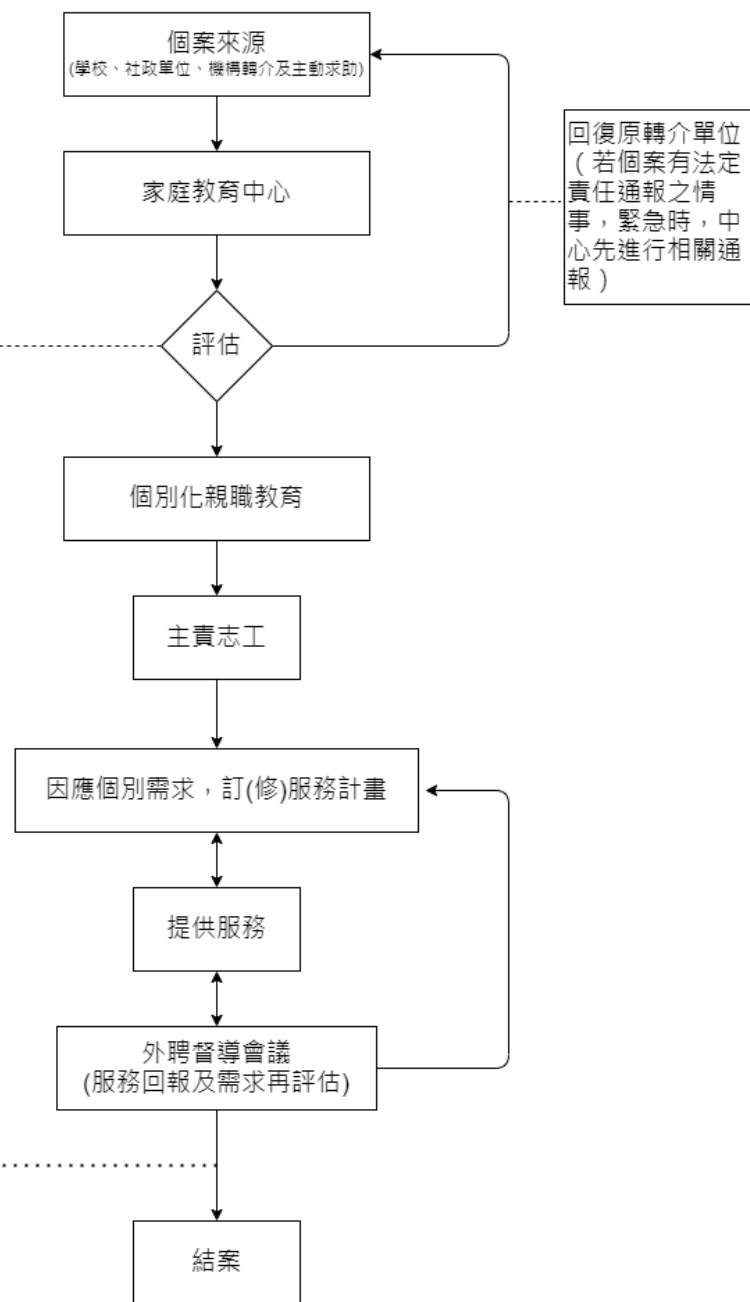 個案來源
(學校、社政單位、機構轉介及主動求助)
回復原轉介單位
（若個案有法定
責任通報之情
事，緊急時，中
心先進行相關通
報）
家庭教育中心
評估
個別化親職教育
主責志工
因應個別需求，訂(修)服務計畫
提供服務
外聘督導會議
(服務回報及需求再評估)
結案